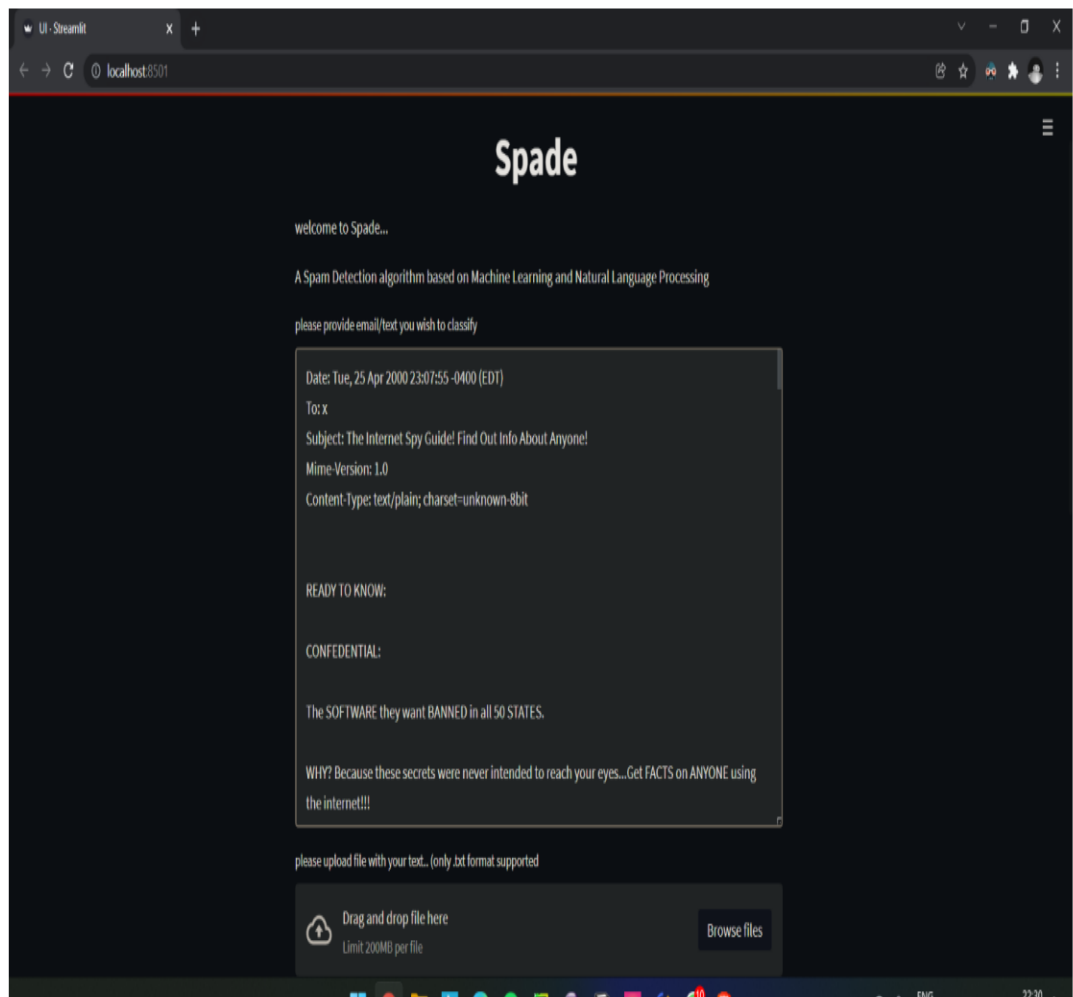 UI · Streamlit
localhost:8501
Spade
welcome to Spade...
A Spam Detection algorithm based on Machine Learning and Natural Language Processing
please provide email/text you wish to classify
Date: Tue, 25 Apr 2000 23:07:55 -0400 (EDT)
To: x
Subject: The Internet Spy Guide! Find Out Info About Anyone!
Mime-Version: 1.0
Content-Type: text/plain; charset=unknown-8bit
READY TO KNOW:
CONFEDENTIAL:
The SOFTWARE they want BANNED in all 50 STATES.
WHY? Because these secrets were never intended to reach your eyes...Get FACTS on ANYONE using
the internet!!!
please upload file with your text.. (only .txt format supported
Drag and drop file here
Limit 200MB per file
Browse files
10
ENG
22:30